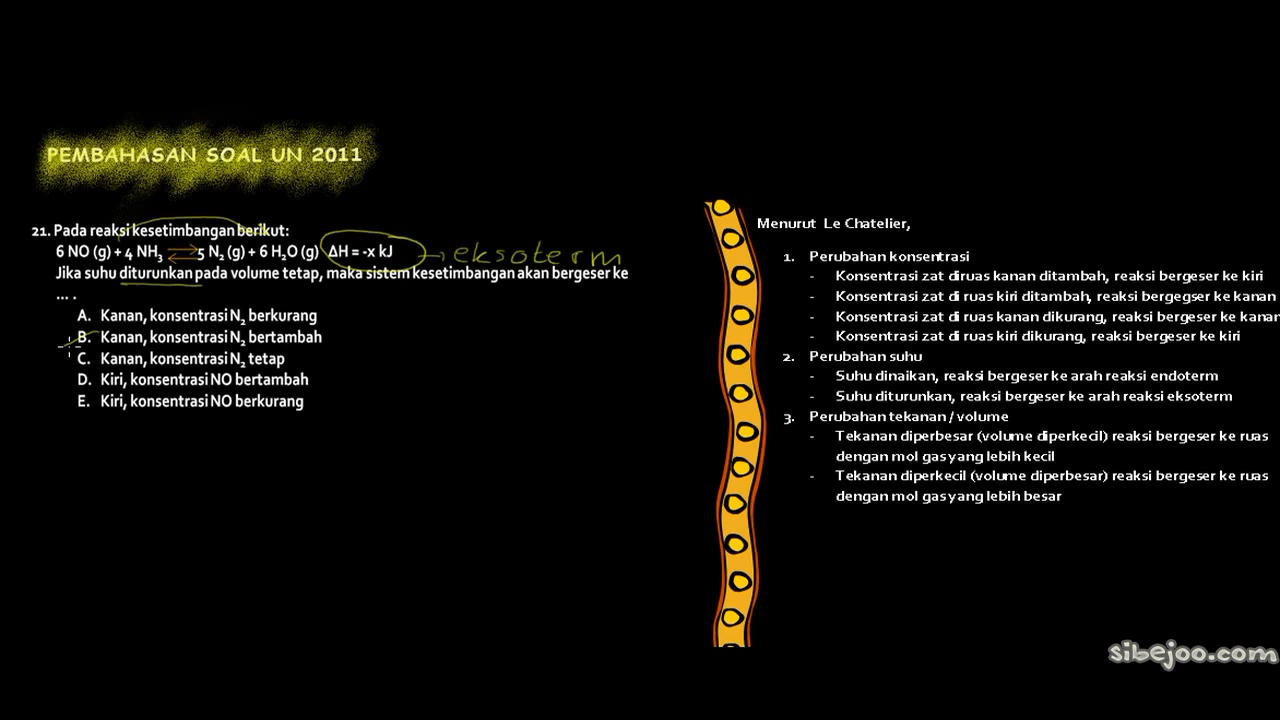 PEMBAHASAN SOAL UN 2011
21. Pada reaksi kesetimbangan berikut:
6 NO (g) + 4 NH₃ ⇌ 5 N₂ (g) + 6 H₂O (g) ΔH = -x kJ → eksoterm
Jika suhu diturunkan pada volume tetap, maka sistem kesetimbangan akan bergeser ke
... .
A. Kanan, konsentrasi N₂ berkurang
B. Kanan, konsentrasi N₂ bertambah
C. Kanan, konsentrasi N₂ tetap
D. Kiri, konsentrasi NO bertambah
E. Kiri, konsentrasi NO berkurang
Menurut Le Chatelier,
1. Perubahan konsentrasi
- Konsentrasi zat diruas kanan ditambah, reaksi bergeser ke kiri
- Konsentrasi zat di ruas kiri ditambah, reaksi bergegser ke kanan
- Konsentrasi zat di ruas kanan dikurang, reaksi bergeser ke kanan
- Konsentrasi zat di ruas kiri dikurang, reaksi bergeser ke kiri
2. Perubahan suhu
- Suhu dinaikan, reaksi bergeser ke arah reaksi endoterm
- Suhu diturunkan, reaksi bergeser ke arah reaksi eksoterm
3. Perubahan tekanan / volume
- Tekanan diperbesar (volume diperkecil) reaksi bergeser ke ruas
dengan mol gas yang lebih kecil
- Tekanan diperkecil (volume diperbesar) reaksi bergeser ke ruas
dengan mol gas yang lebih besar
sibejoo.com